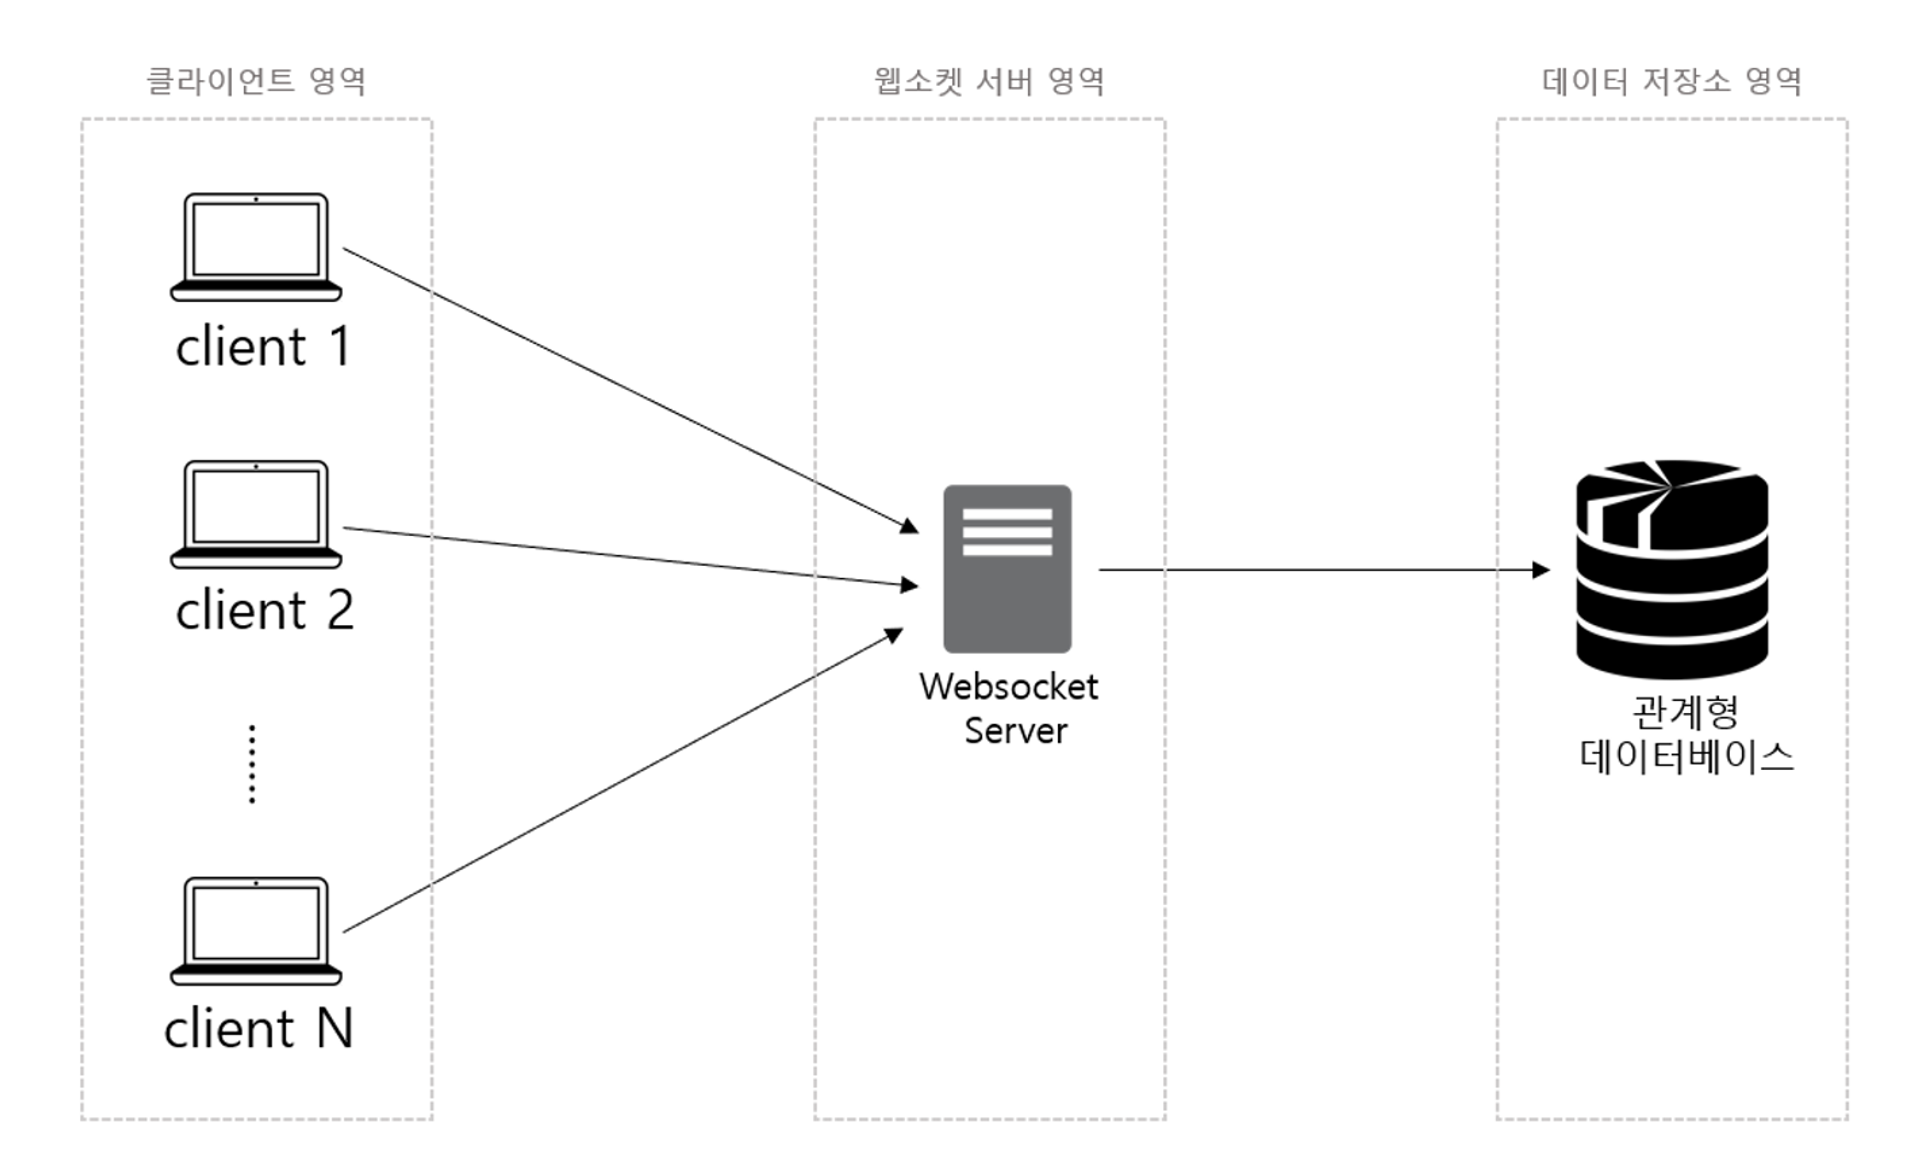 클라이언트 영역
웹소켓 서버 영역
데이터 저장소 영역
client 1
client 2
client N
Websocket
Server
관계형
데이터베이스